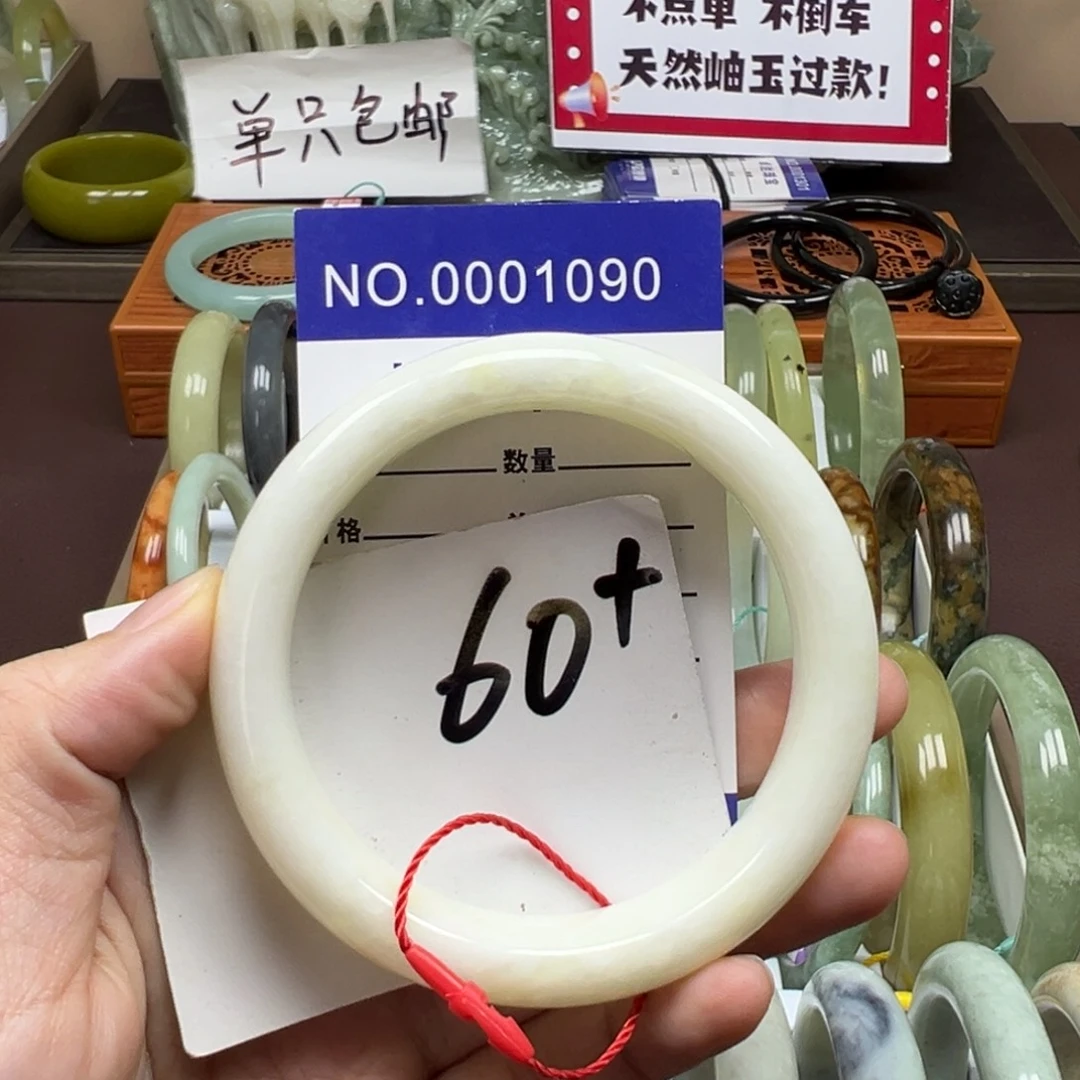 不点单 不倒车
天然岫玉过款!
单只包邮
NO.0001090
数量
格
60+